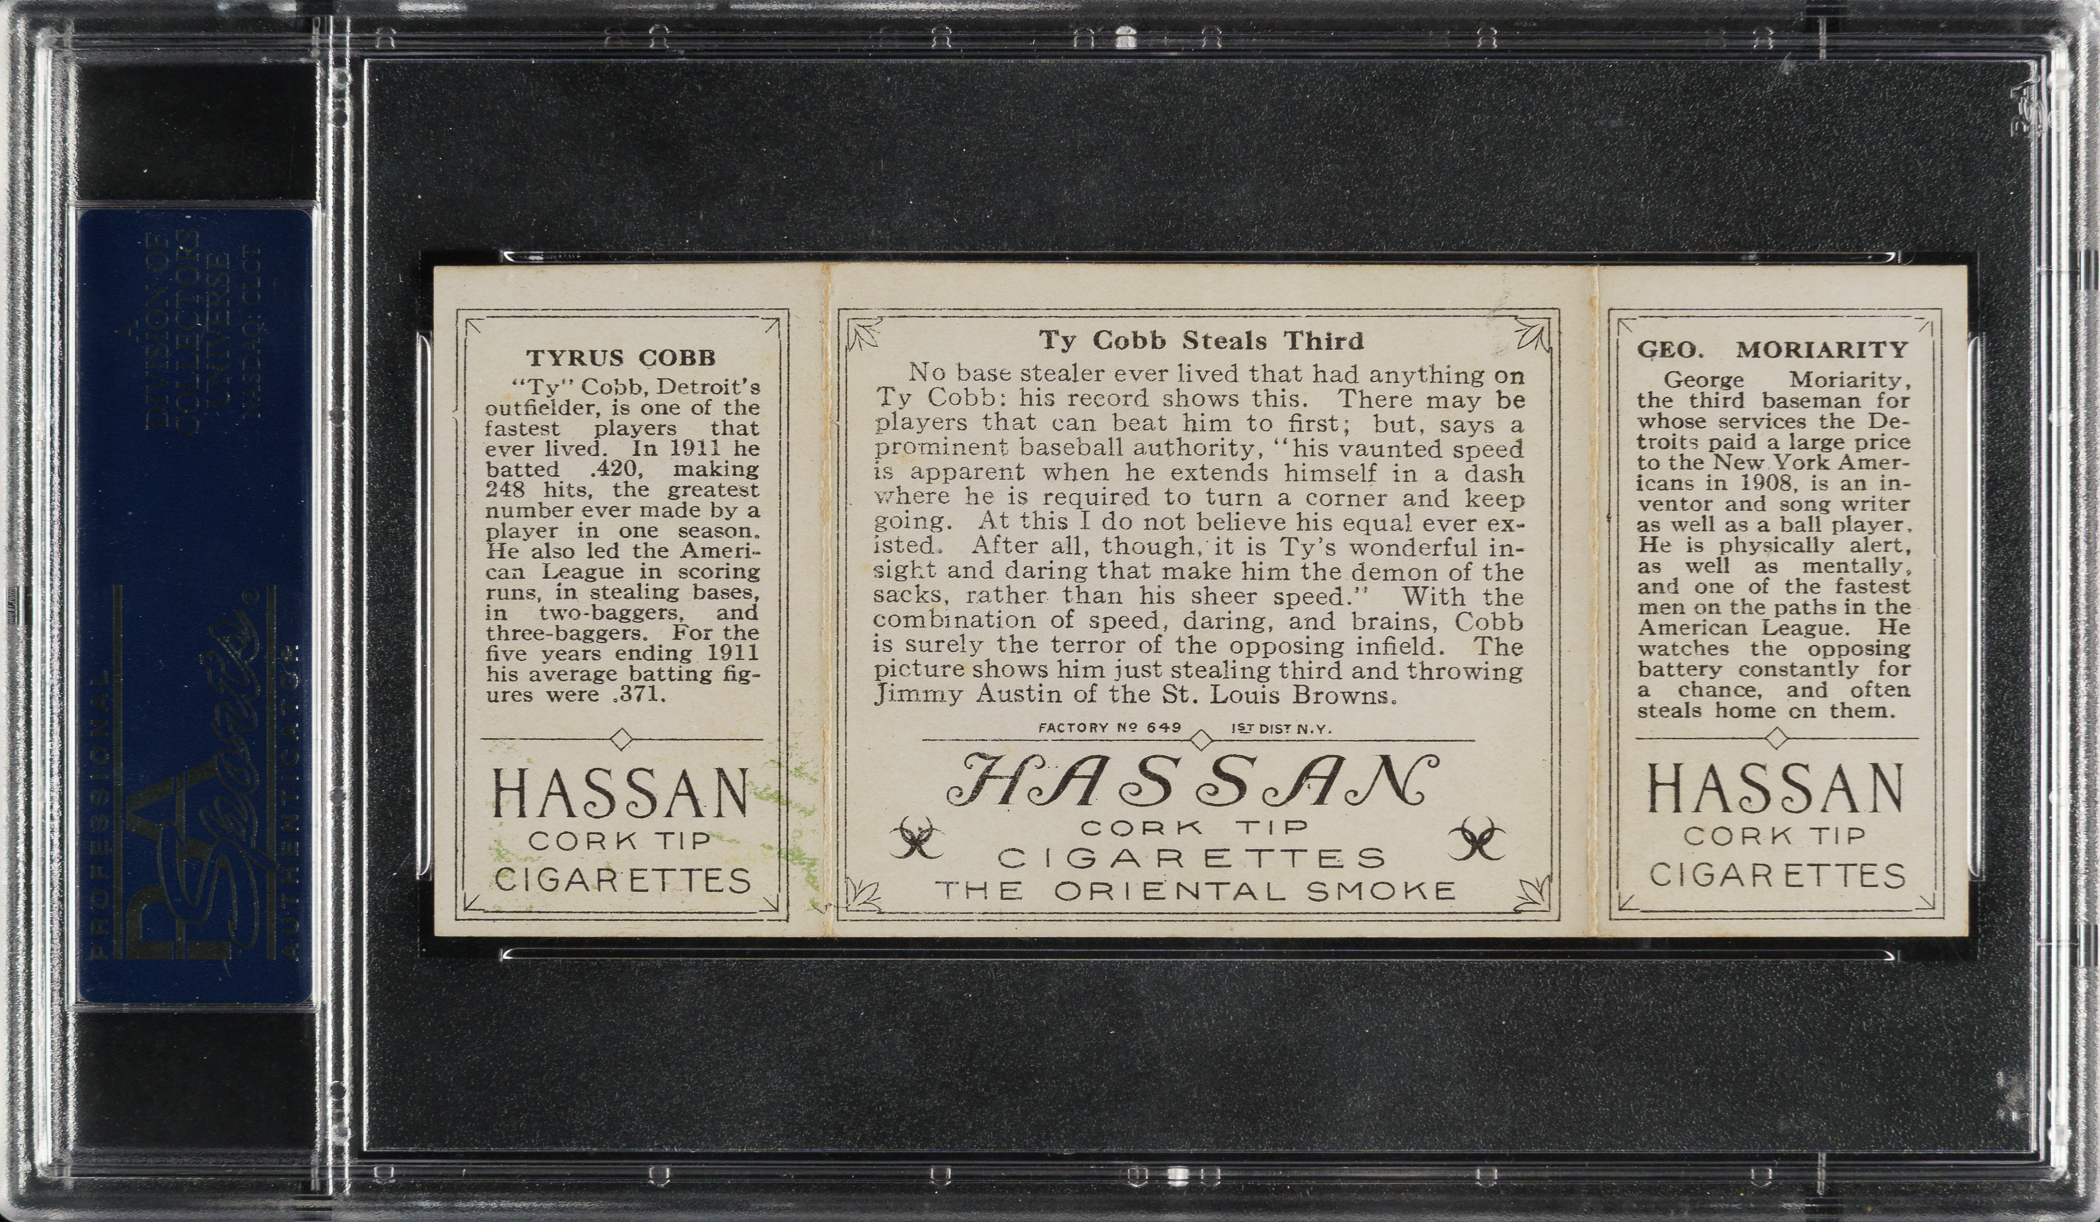 A
DIVISION OF
COLLECTORS
UNIVERSE
NASDAQ: CLCT
PROFESSIONAL
PSA
Sports
®
AUTHENTICATOR
TYRUS COBB
"Ty" Cobb, Detroit's
outfielder, is one of the
fastest players that
ever lived. In 1911 he
batted .420, making
248 hits, the greatest
number ever made by a
player in one season.
He also led the Ameri-
can League in scoring
runs, in stealing bases,
in two-baggers, and
three-baggers. For the
five years ending 1911
his average batting fig-
ures were .371.
HASSAN
CORK TIP
CIGARETTES
Ty Cobb Steals Third
No base stealer ever lived that had anything on
Ty Cobb: his record shows this. There may be
players that can beat him to first; but, says a
prominent baseball authority, "his vaunted speed
is apparent when he extends himself in a dash
where he is required to turn a corner and keep
going. At this I do not believe his equal ever ex-
isted. After all, though, it is Ty's wonderful in-
sight and daring that make him the demon of the
sacks, rather than his sheer speed." With the
combination of speed, daring, and brains, Cobb
is surely the terror of the opposing infield. The
picture shows him just stealing third and throwing
Jimmy Austin of the St. Louis Browns.
FACTORY Nº 649 1ST DIST N.Y.
HASSAN
CORK TIP
CIGARETTES
THE ORIENTAL SMOKE
GEO. MORIARITY
George Moriarity,
the third baseman for
whose services the De-
troits paid a large price
to the New York Amer-
icans in 1908, is an in-
ventor and song writer
as well as a ball player.
He is physically alert,
as well as mentally,
and one of the fastest
men on the paths in the
American League. He
watches the opposing
battery constantly for
a chance, and often
steals home on them.
HASSAN
CORK TIP
CIGARETTES
PSA